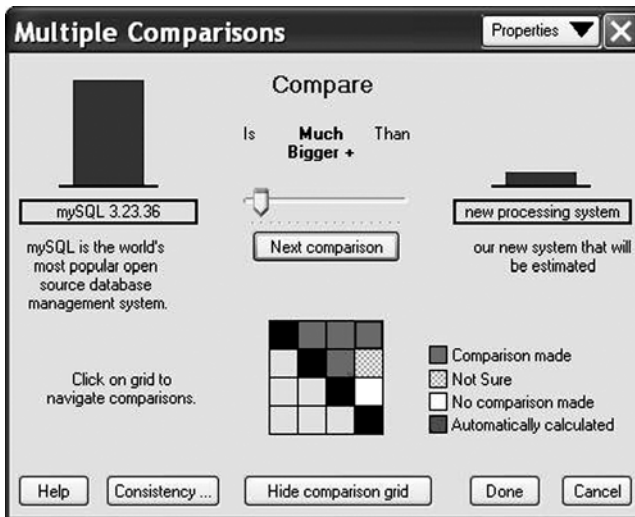 Multiple Comparisons
Properties
Compare
Is Much Than
Bigger +
mySQL 3.23.36
new processing system
Next comparison
mySQL is the world's
most popular open
source database
management system.
our new system that will
be estimated
Click on grid to
navigate comparisons.
Comparison made
Not Sure
No comparison made
Automatically calculated
Help
Consistency ...
Hide comparison grid
Done
Cancel